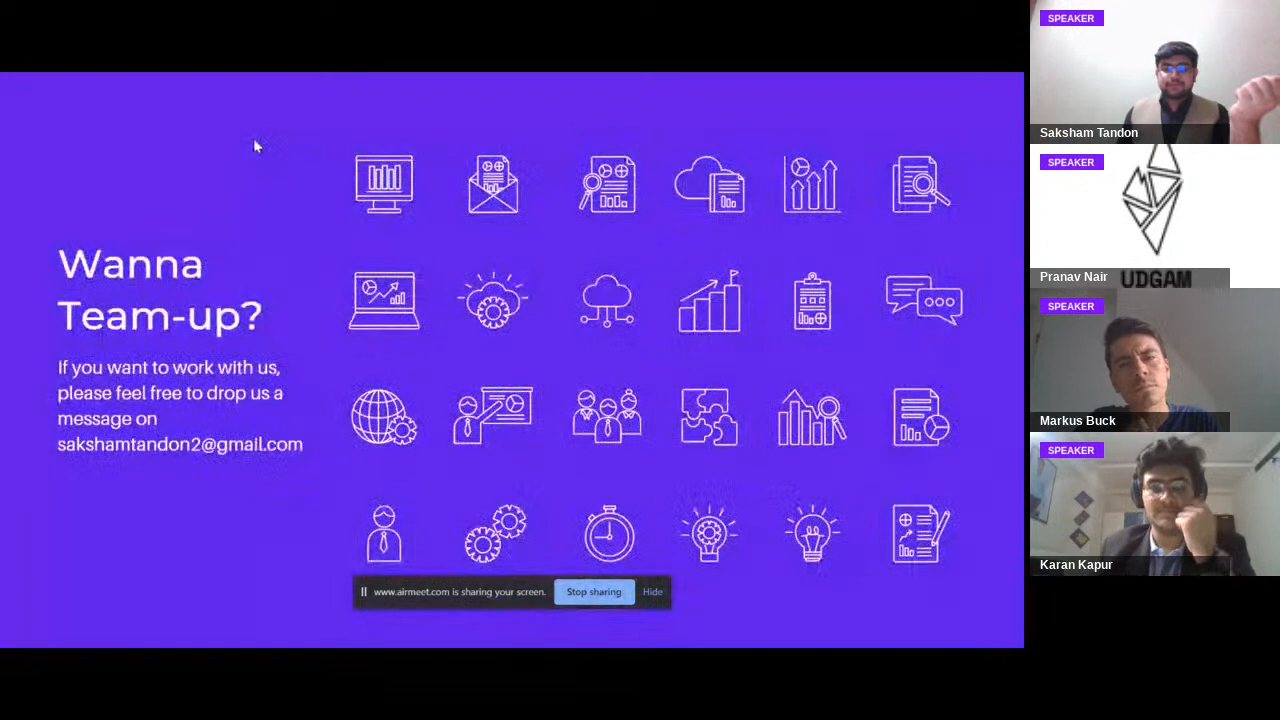 Wanna
Team-up?
If you want to work with us,
please feel free to drop us a
message on
sakshamtandon2@gmail.com
www.airmeet.com is sharing your screen.
Stop sharing
Hide
SPEAKER
Saksham Tandon
SPEAKER
UDGAM
Pranav Nair
SPEAKER
Markus Buck
SPEAKER
Karan Kapur